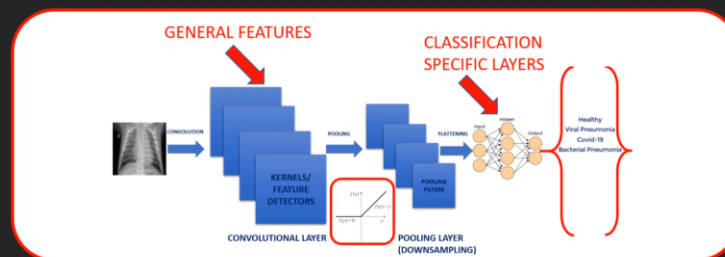 GENERAL FEATURES
CLASSIFICATION
SPECIFIC LAYERS
CONVOLUTION
KERNELS/
FEATURE
DETECTORS
CONVOLUTIONAL LAYER
POOLING
POOLING
FILTERS
POOLING LAYER
(DOWNSAMPLING)
FLATTENING
Input
Hidden
Output
Healthy
Viral Pneumonia
Covid-19
Bacterial Pneumonia